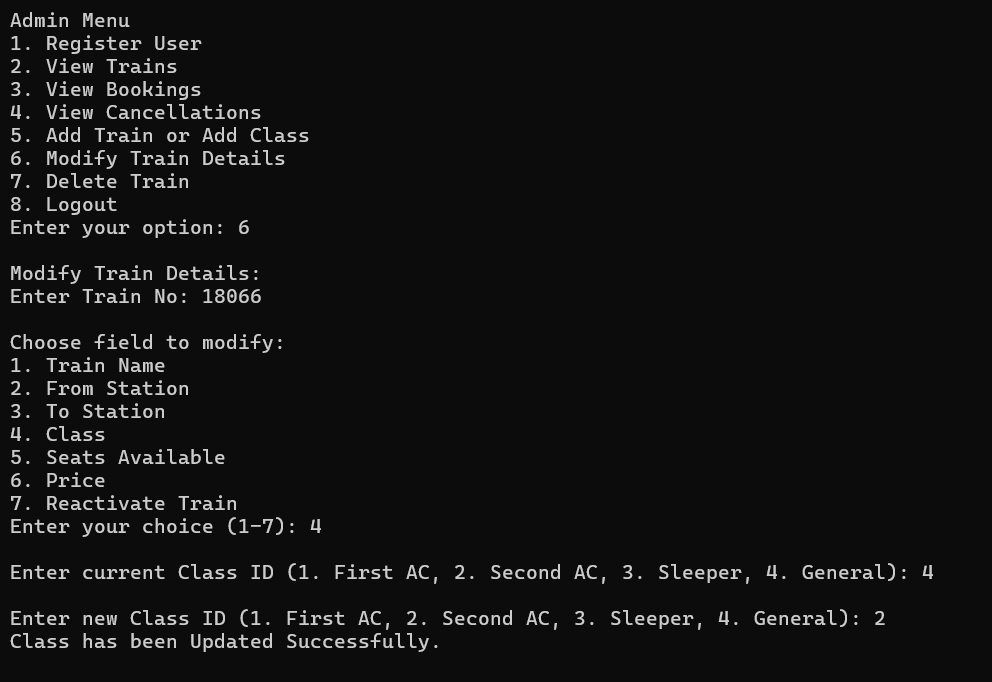 Admin Menu
1. Register User
2. View Trains
3. View Bookings
4. View Cancellations
5. Add Train or Add Class
6. Modify Train Details
7. Delete Train
8. Logout
Enter your option: 6
Modify Train Details:
Enter Train No: 18066
Choose field to modify:
1. Train Name
2. From Station
3. To Station
4. Class
5. Seats Available
6. Price
7. Reactivate Train
Enter your choice (1-7): 4
Enter current Class ID (1. First AC, 2. Second AC, 3. Sleeper, 4. General): 4
Enter new Class ID (1. First AC, 2. Second AC, 3. Sleeper, 4. General): 2
Class has been Updated Successfully.